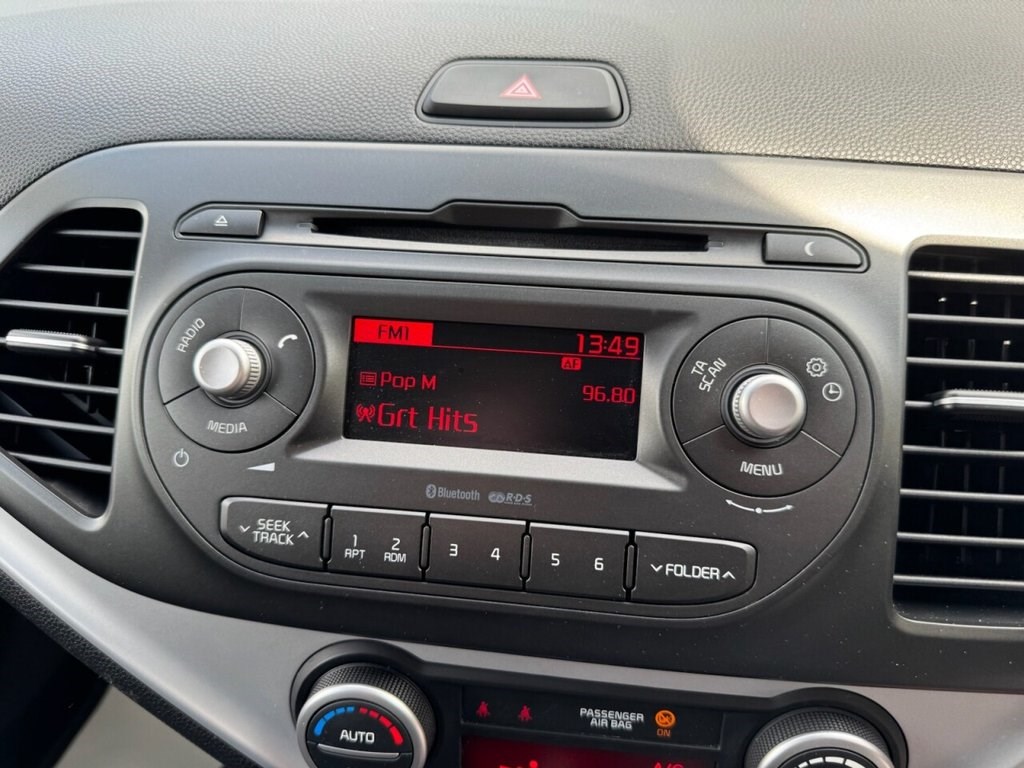 FM1
13:49
AF
Pop M
96.80
Grt Hits
RADIO
MEDIA
TA
SCAN
MENU
Bluetooth
R·D·S
SEEK
TRACK
1
RPT
2
RDM
3
4
5
6
FOLDER
AUTO
PASSENGER
AIR BAG
ON